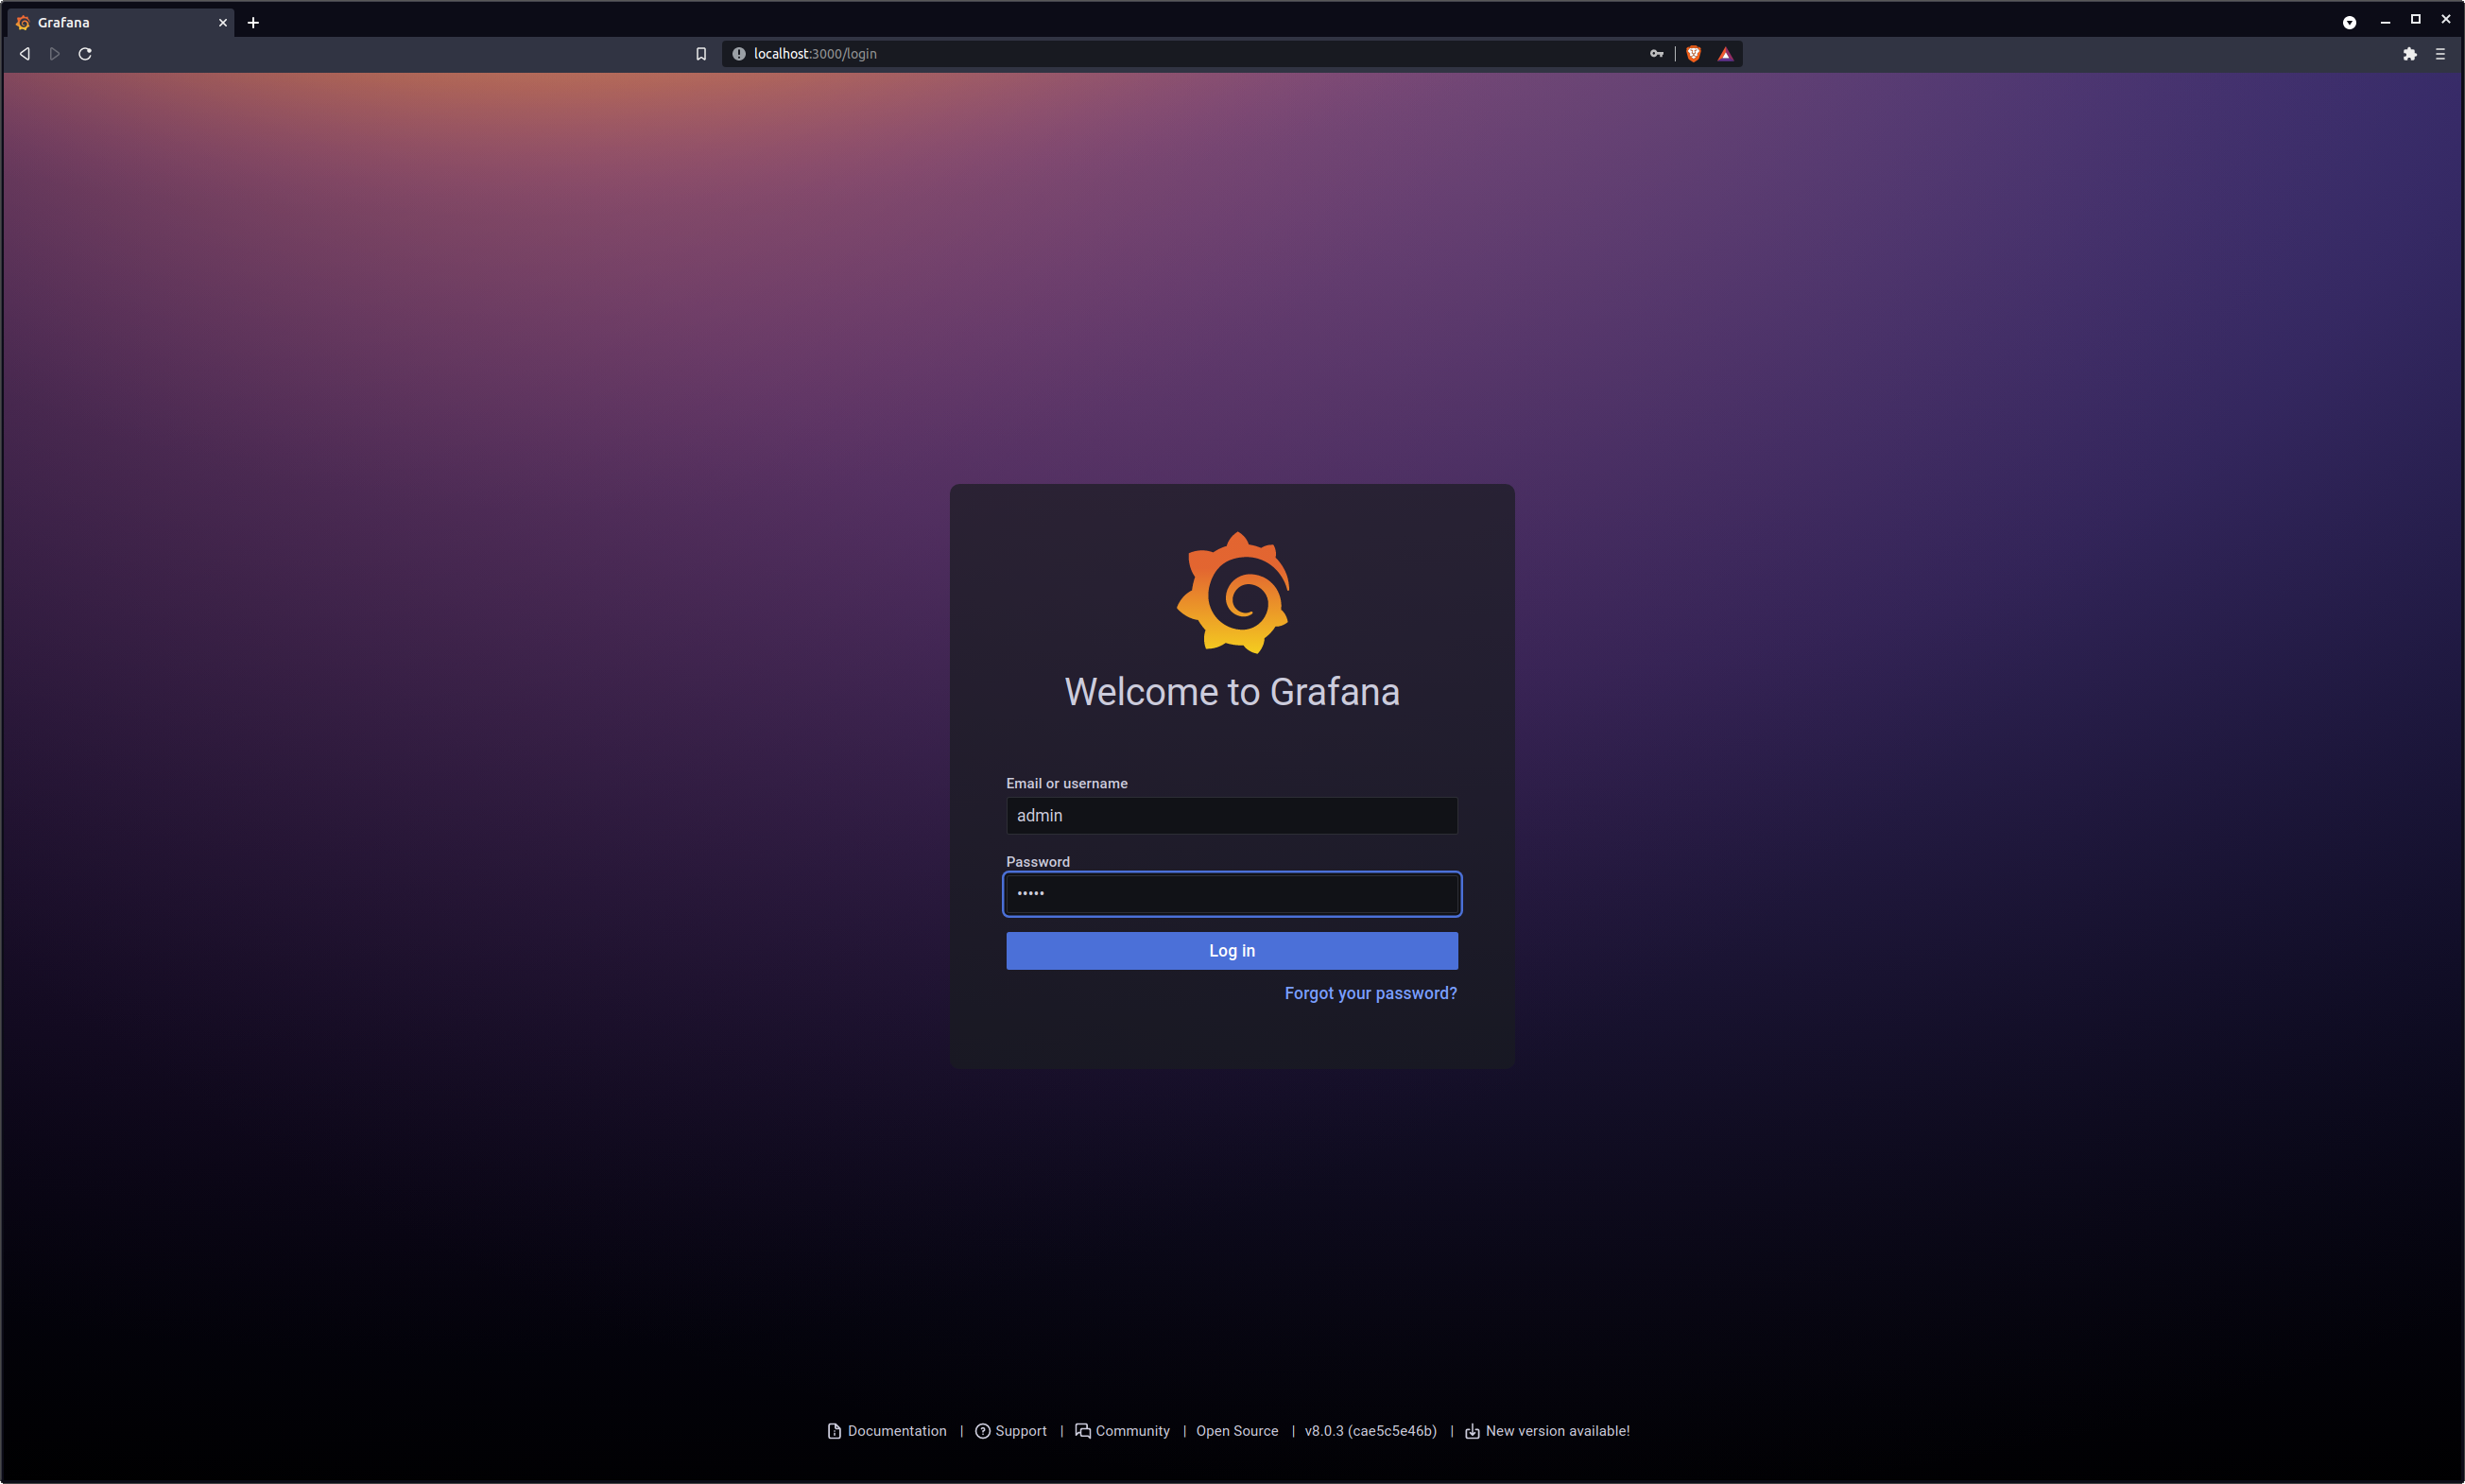 Grafana
localhost:3000/login
Welcome to Grafana
Email or username
admin
Password
•••••
Log in
Forgot your password?
Documentation | Support | Community | Open Source | v8.0.3 (cae5c5e46b) | New version available!